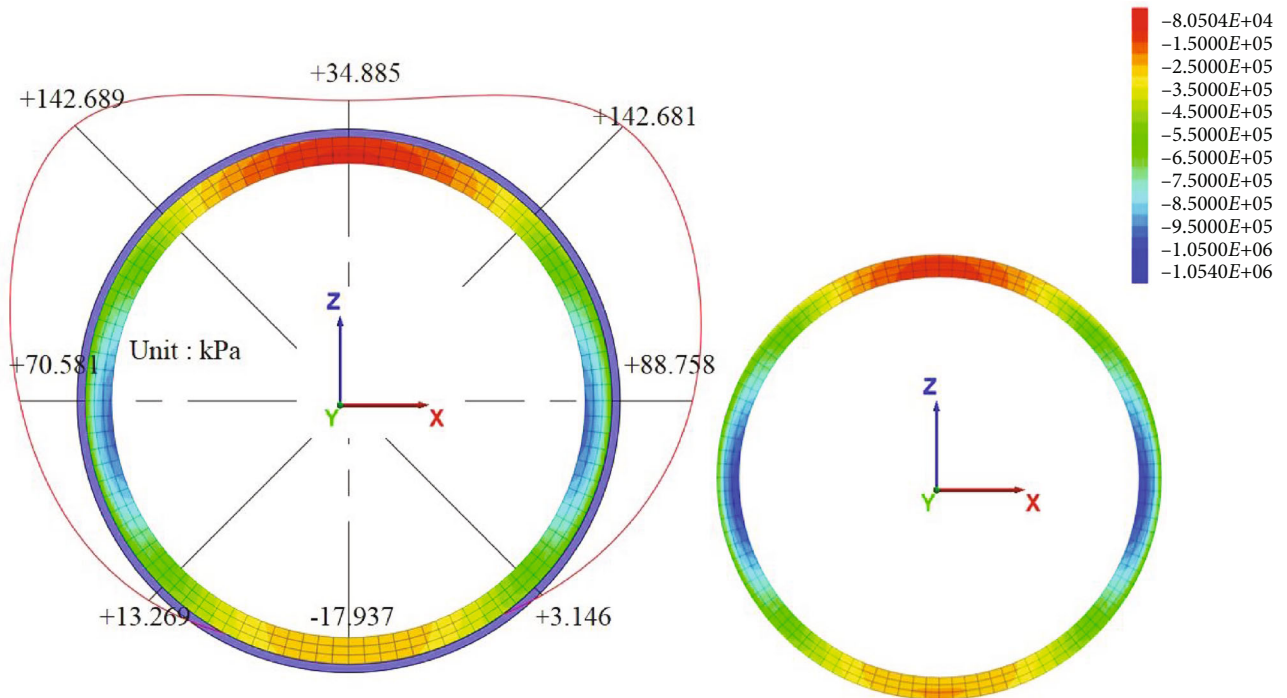 +34.885
+142.689
+142.681
Z
Unit : kPa
+70.581
+88.758
Y
X
+13.269
-17.937
+3.146
Z
Y
X
–8.0504E+04
–1.5000E+05
–2.5000E+05
–3.5000E+05
–4.5000E+05
–5.5000E+05
–6.5000E+05
–7.5000E+05
–8.5000E+05
–9.5000E+05
–1.0500E+06
–1.0540E+06